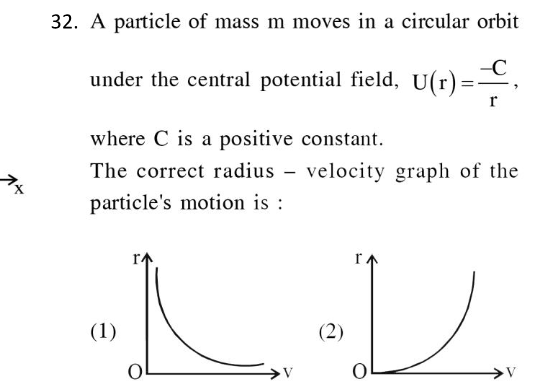 32. A particle of mass m moves in a circular orbit
under the central potential field, U(r) = –C/r ,
where C is a positive constant.
The correct radius – velocity graph of the
particle's motion is :
x
(1) r O v
(2) r O v